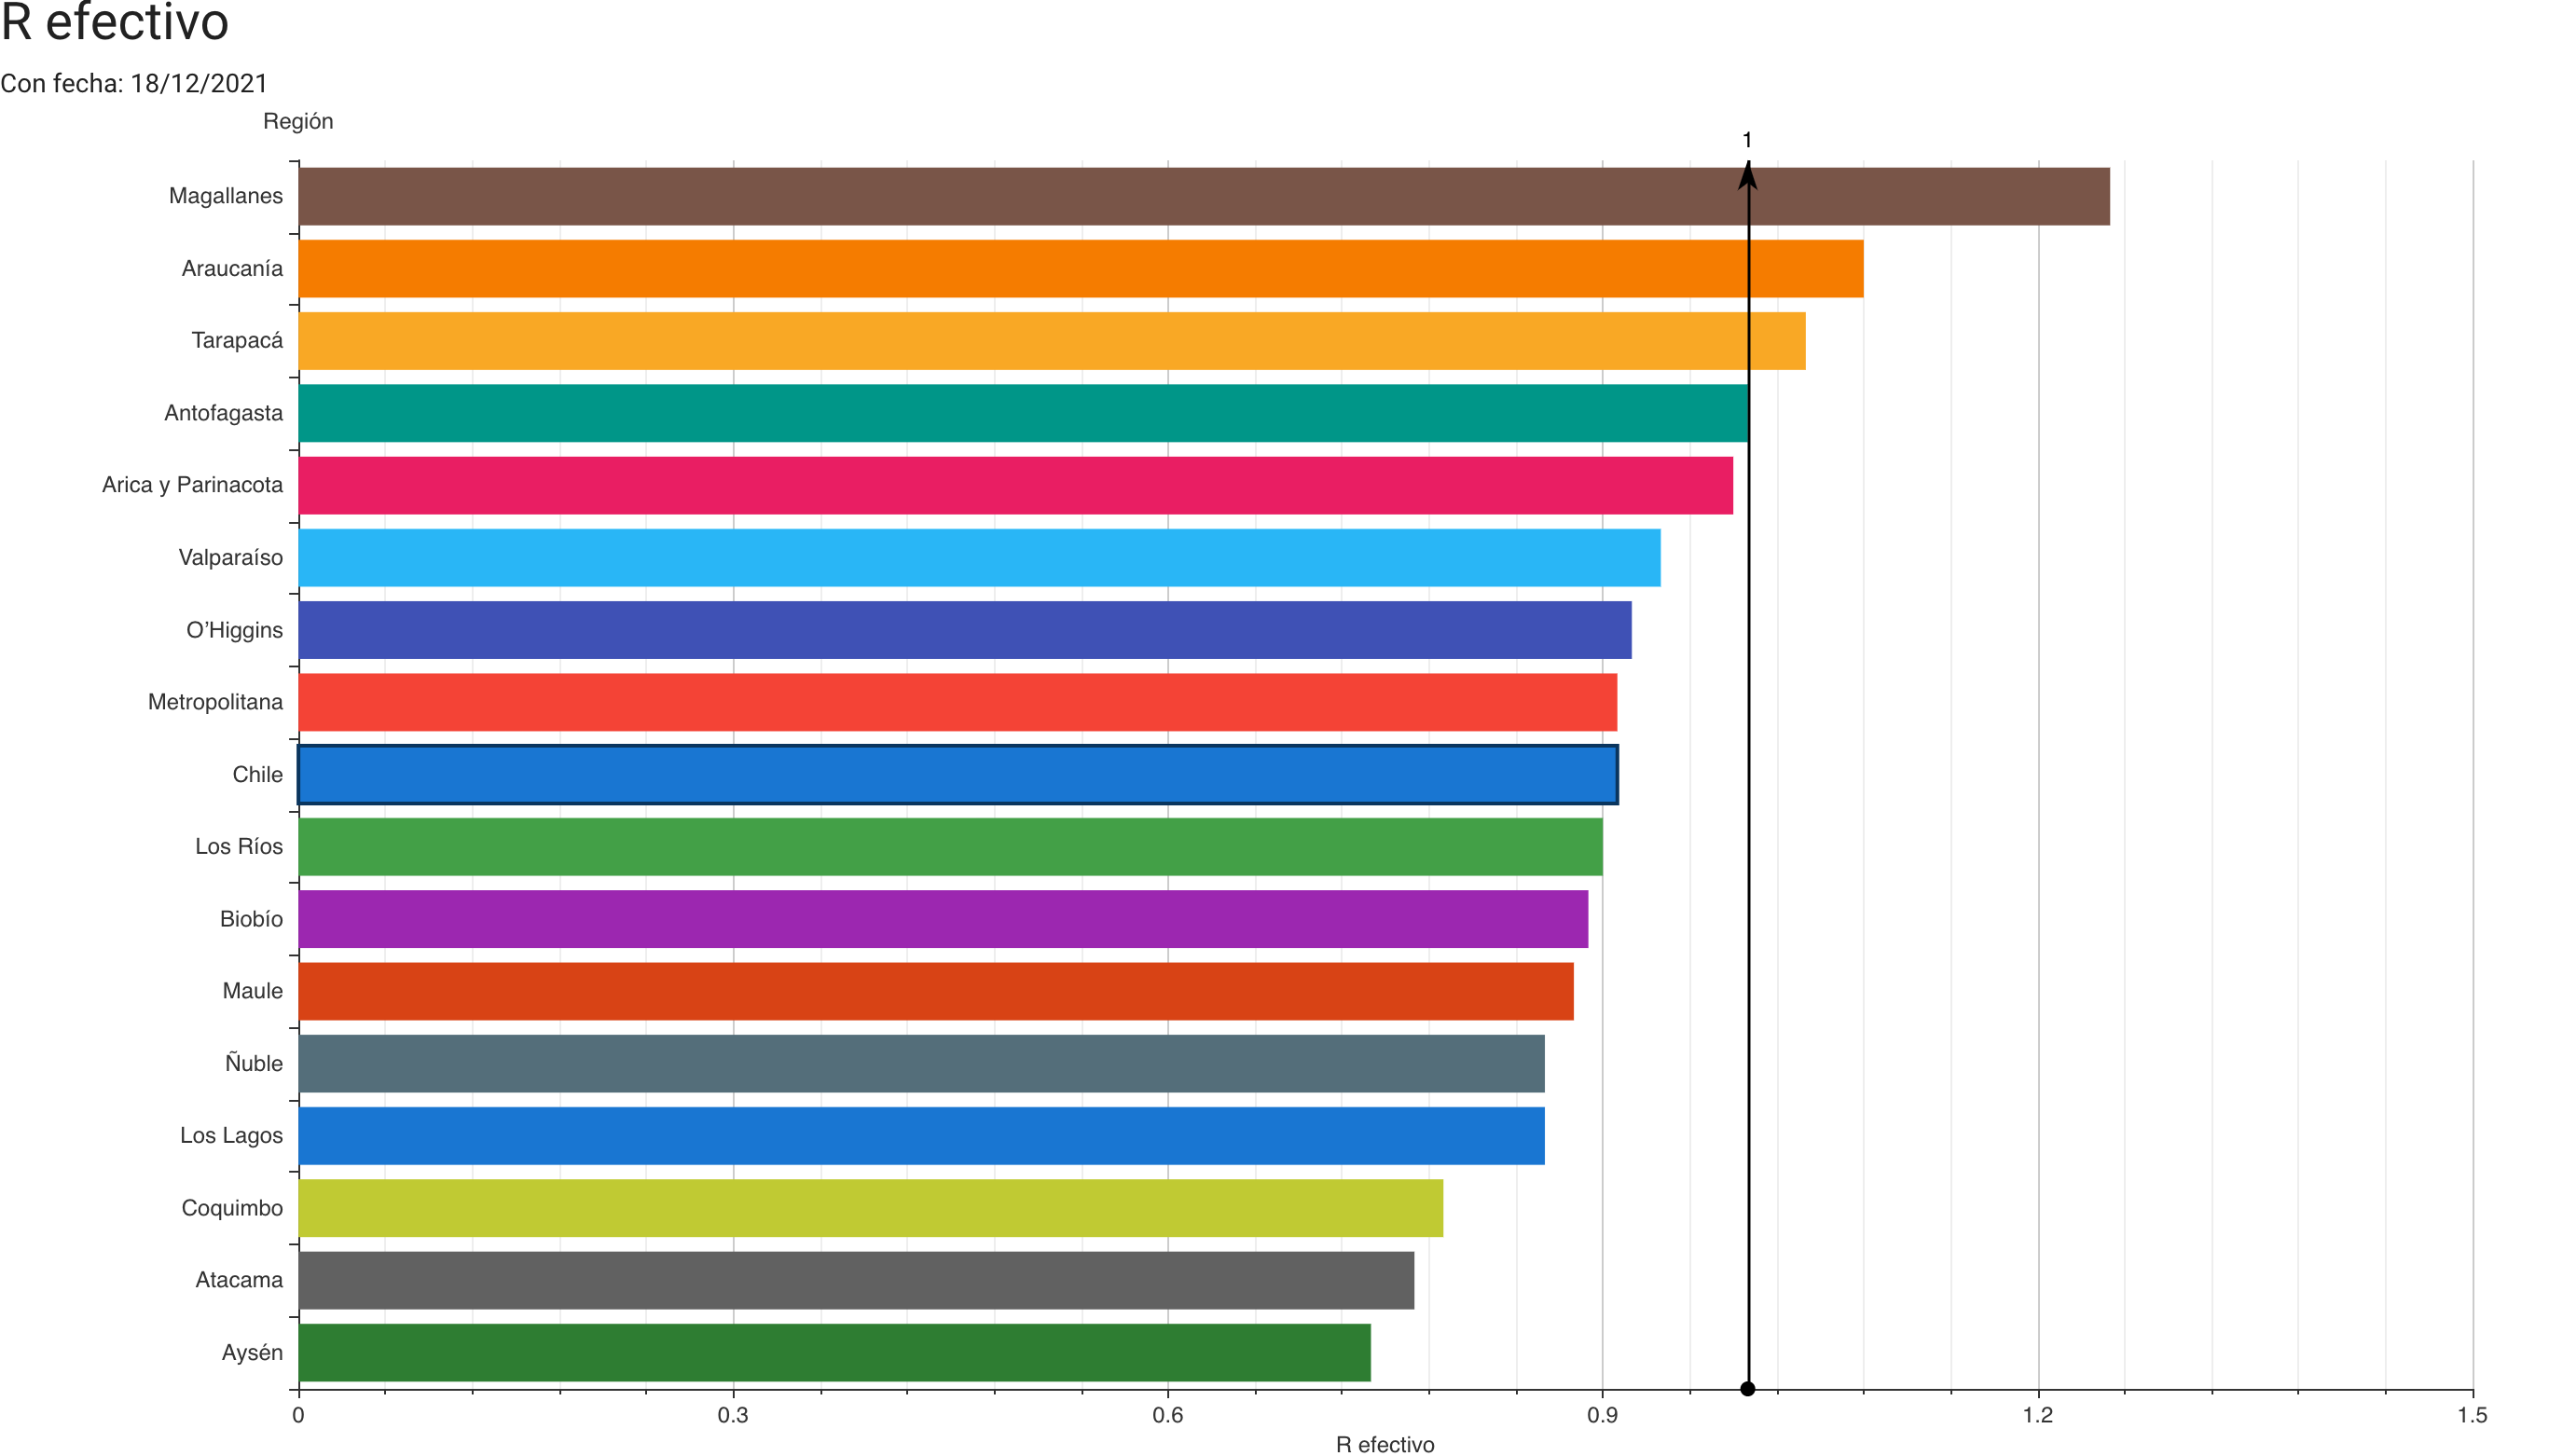 R efectivo
Con fecha: 18/12/2021
Región
1
Magallanes
Araucanía
Tarapacá
Antofagasta
Arica y Parinacota
Valparaíso
O’Higgins
Metropolitana
Chile
Los Ríos
Biobío
Maule
Ñuble
Los Lagos
Coquimbo
Atacama
Aysén
0 0.3 0.6 0.9 1.2 1.5
R efectivo